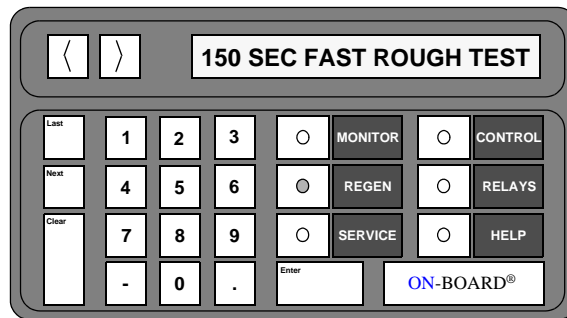 〈 〉 150 SEC FAST ROUGH TEST
Last 1 2 3 MONITOR CONTROL
Next 4 5 6 REGEN RELAYS
Clear 7 8 9 SERVICE HELP
- 0 . Enter ON-BOARD®